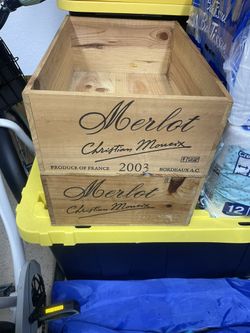 Merlot
Christian Moueix
PRODUCE OF FRANCE 2003 BORDEAUX A.C.
Merlot
Christian Moueix
12